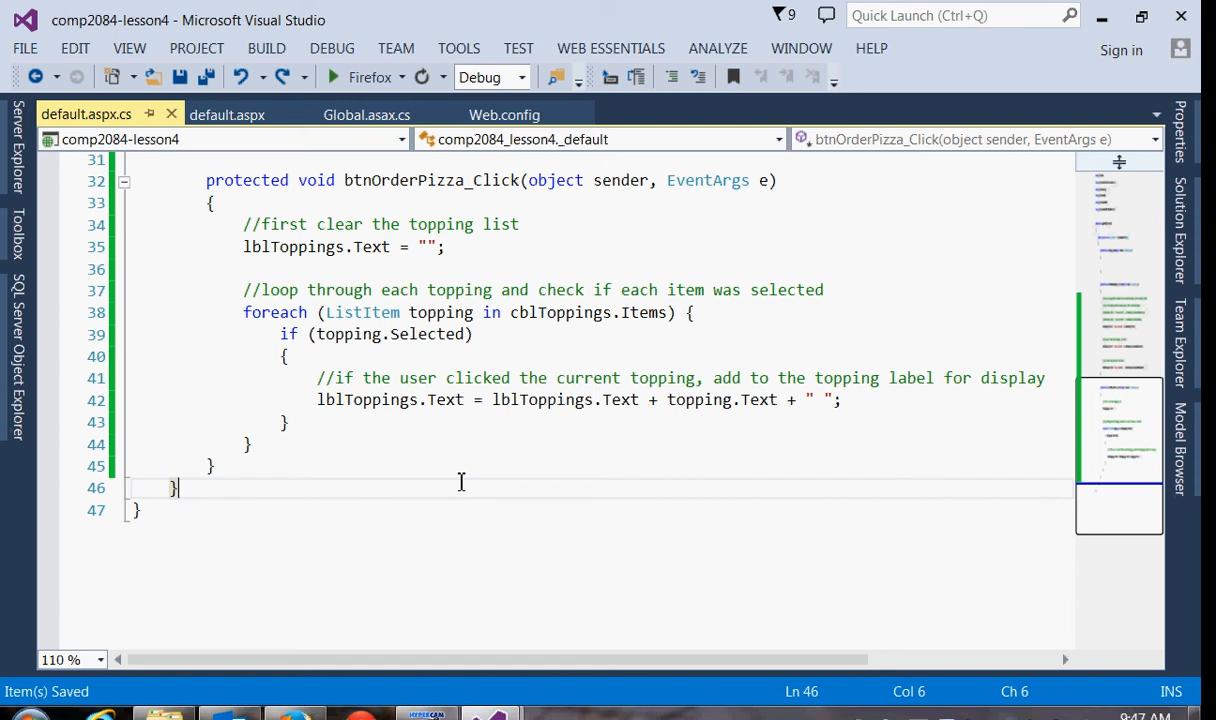 comp2084-lesson4 - Microsoft Visual Studio
9
Quick Launch (Ctrl+Q)
FILE EDIT VIEW PROJECT BUILD DEBUG TEAM TOOLS TEST WEB ESSENTIALS ANALYZE WINDOW HELP
Sign in
Firefox Debug
default.aspx.cs default.aspx Global.asax.cs Web.config
comp2084-lesson4 comp2084_lesson4._default btnOrderPizza_Click(object sender, EventArgs e)
Server Explorer
Toolbox
SQL Server Object Explorer
31
32 protected void btnOrderPizza_Click(object sender, EventArgs e)
33 {
34 //first clear the topping list
35 lblToppings.Text = "";
36
37 //loop through each topping and check if each item was selected
38 foreach (ListItem topping in cblToppings.Items) {
39 if (topping.Selected)
40 {
41 //if the user clicked the current topping, add to the topping label for display
42 lblToppings.Text = lblToppings.Text + topping.Text + " ";
43 }
44 }
45 }
46 }
47 }
Properties
Solution Explorer
Team Explorer
Model Browser
110 %
Item(s) Saved Ln 46 Col 6 Ch 6 INS
HYPERCAM
9:47 AM